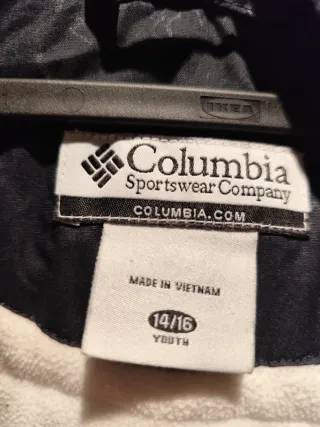 IKEA
Columbia
Sportswear Company
COLUMBIA.COM
MADE IN VIETNAM
14/16
YOUTH